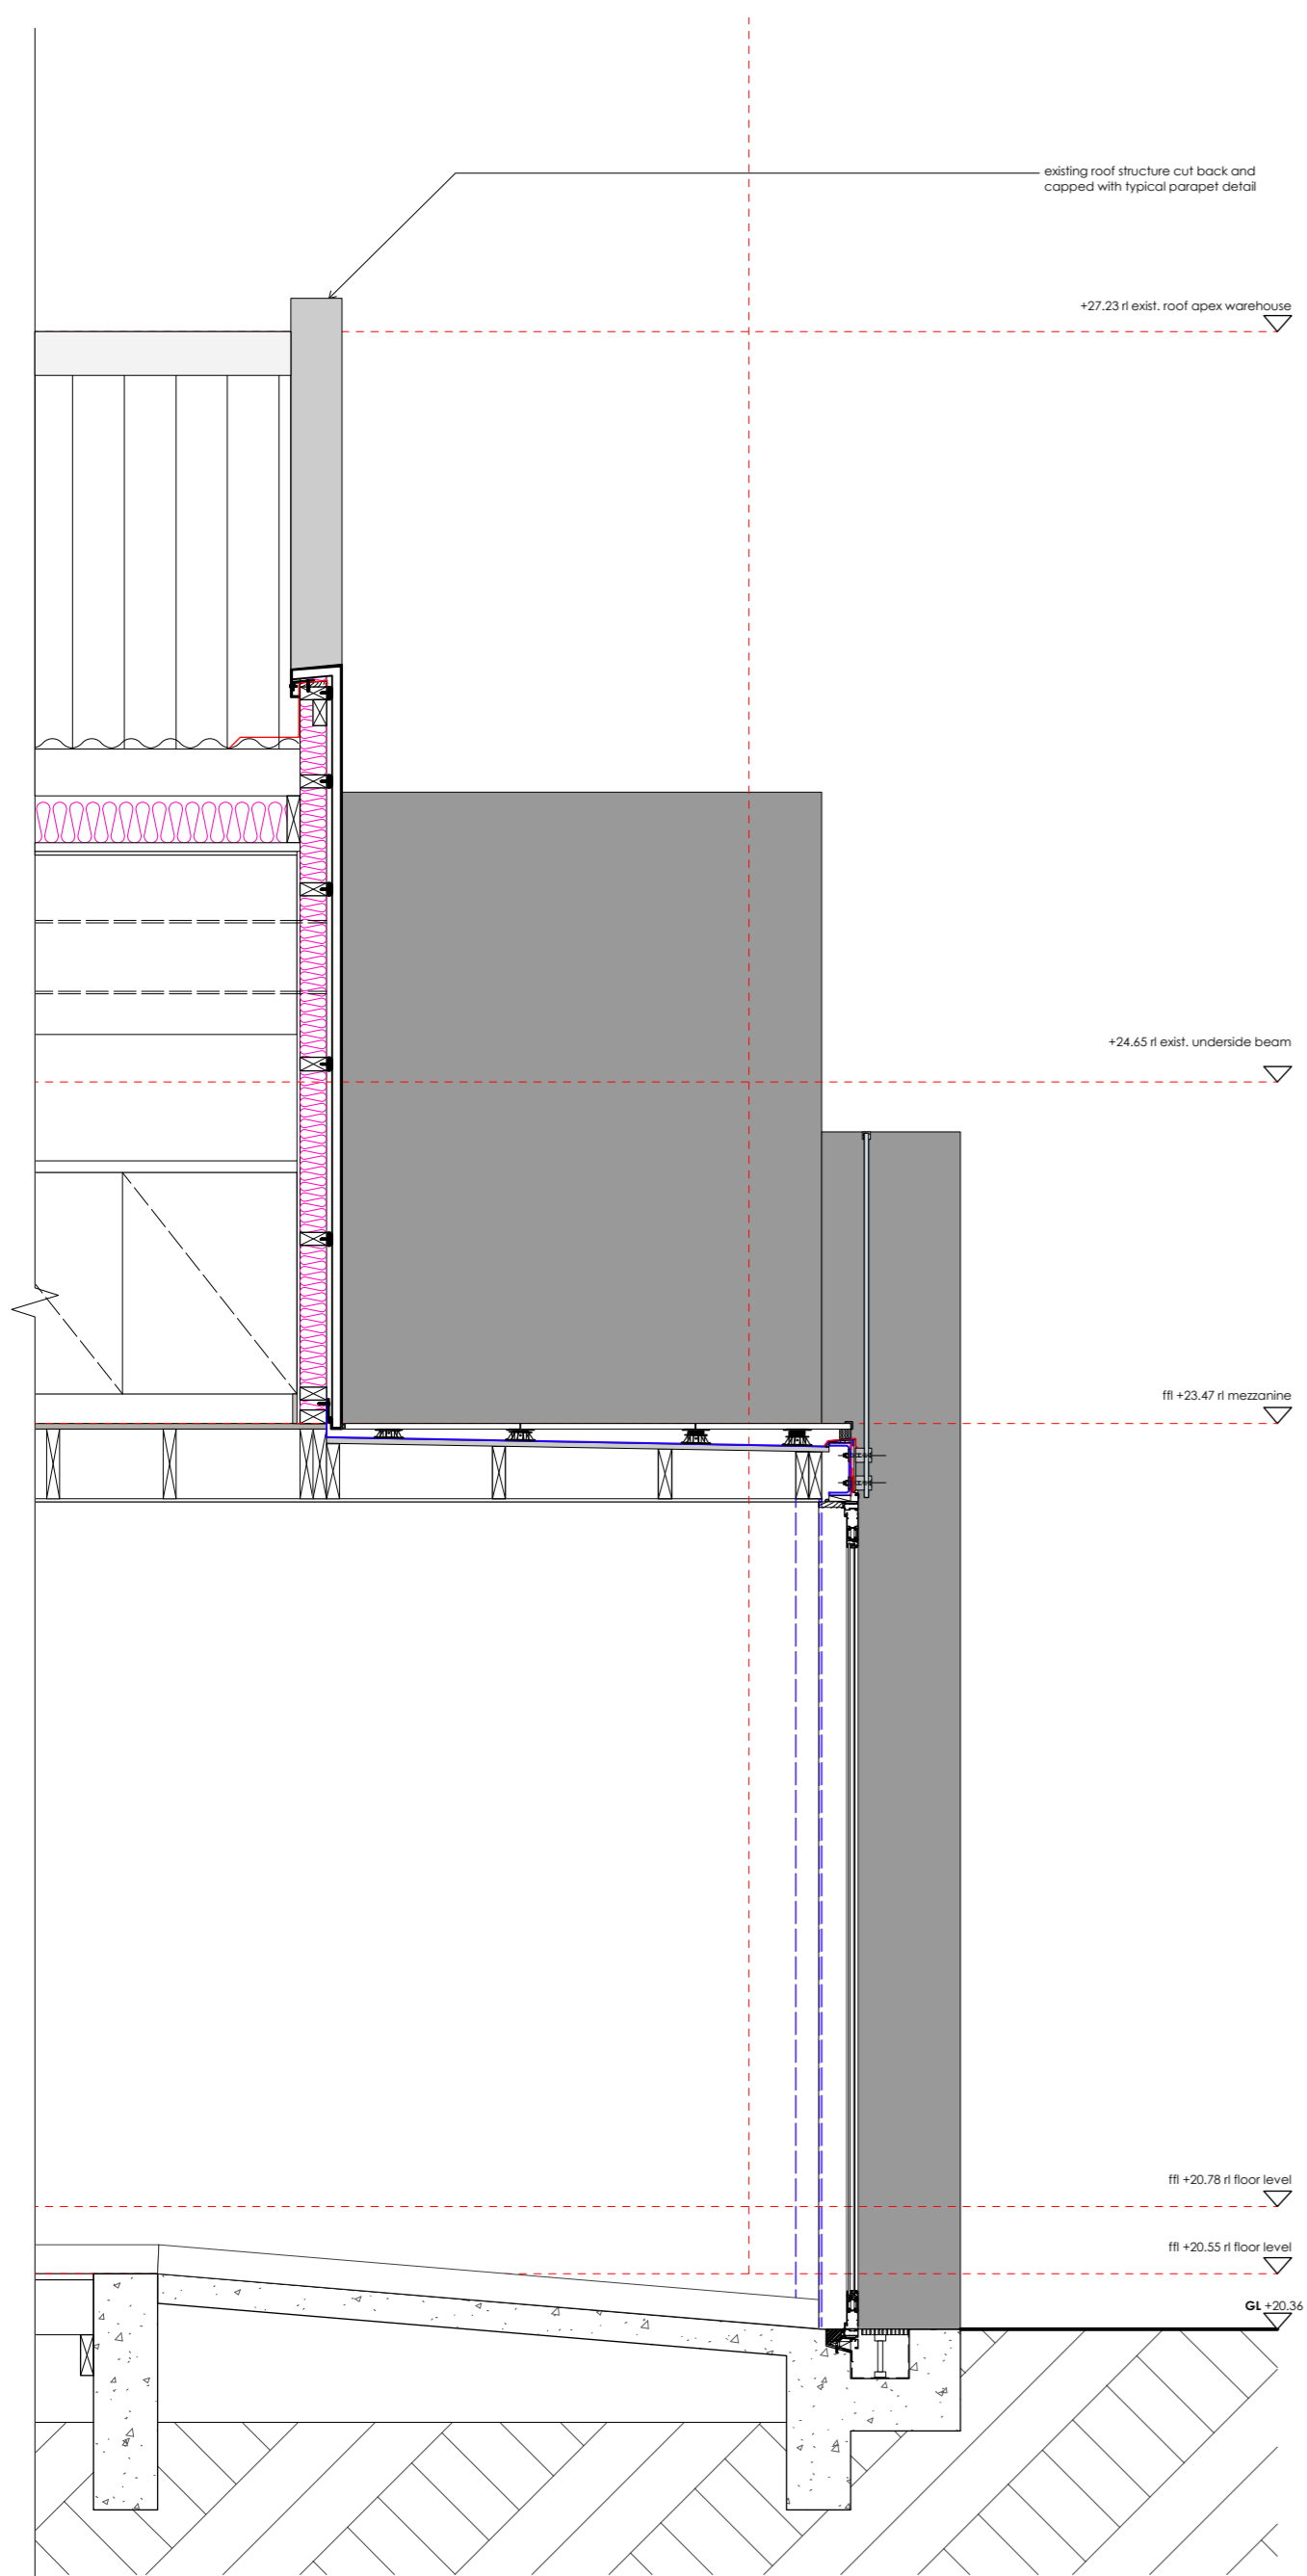 existing roof structure cut back and
capped with typical parapet detail
+27.23 rl exist. roof apex warehouse
+24.65 rl exist. underside beam
ffl +23.47 rl mezzanine
ffl +20.78 rl floor level
ffl +20.55 rl floor level
GL +20.36